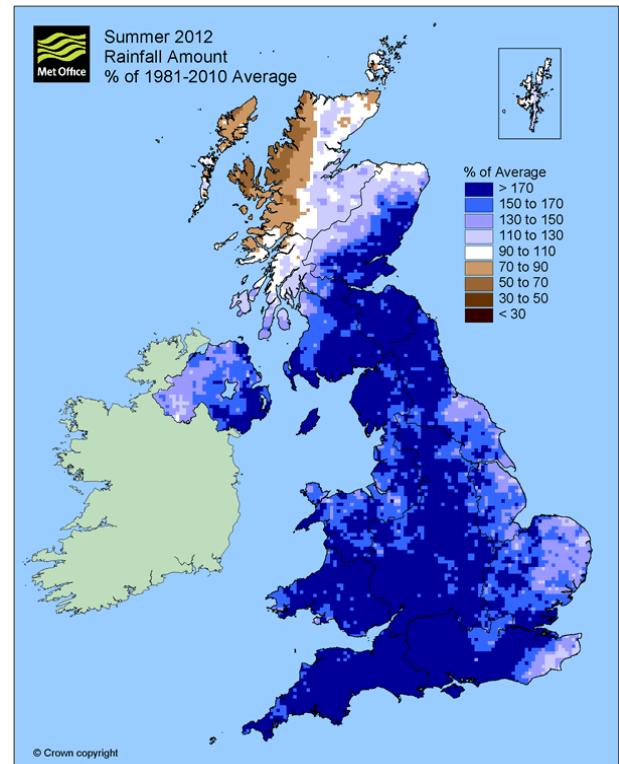 Met Office
Summer 2012
Rainfall Amount
% of 1981-2010 Average
% of Average
> 170
150 to 170
130 to 150
110 to 130
90 to 110
70 to 90
50 to 70
30 to 50
< 30
© Crown copyright